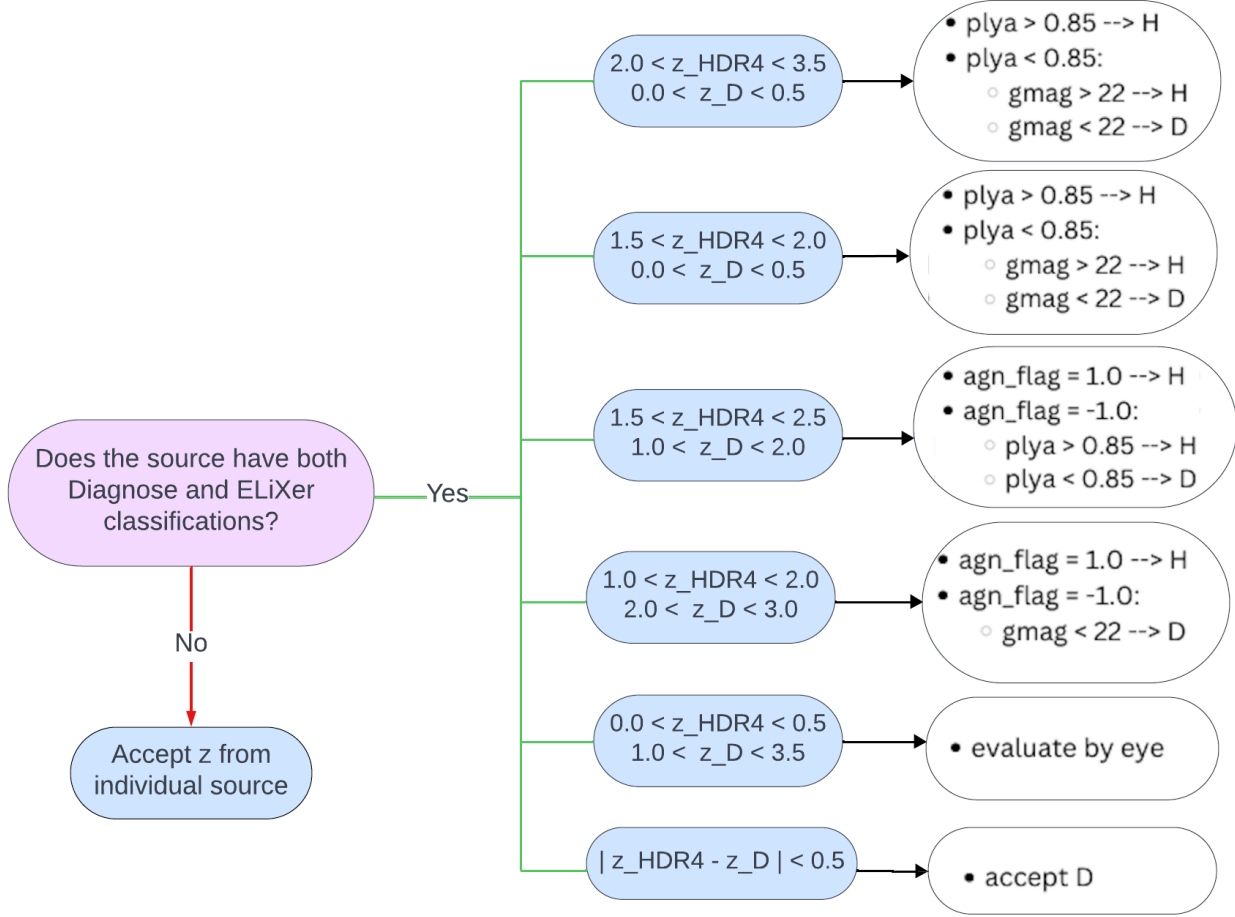 Does the source have both
Diagnose and ELiXer
classifications?
No
Accept z from
individual source
Yes
2.0 < z_HDR4 < 3.5
0.0 < z_D < 0.5
• plya > 0.85 --> H
• plya < 0.85:
○ gmag > 22 --> H
○ gmag < 22 --> D
1.5 < z_HDR4 < 2.0
0.0 < z_D < 0.5
• plya > 0.85 --> H
• plya < 0.85:
○ gmag > 22 --> H
○ gmag < 22 --> D
1.5 < z_HDR4 < 2.5
1.0 < z_D < 2.0
• agn_flag = 1.0 --> H
• agn_flag = -1.0:
○ plya > 0.85 --> H
○ plya < 0.85 --> D
1.0 < z_HDR4 < 2.0
2.0 < z_D < 3.0
• agn_flag = 1.0 --> H
• agn_flag = -1.0:
○ gmag < 22 --> D
0.0 < z_HDR4 < 0.5
1.0 < z_D < 3.5
• evaluate by eye
| z_HDR4 - z_D | < 0.5
• accept D